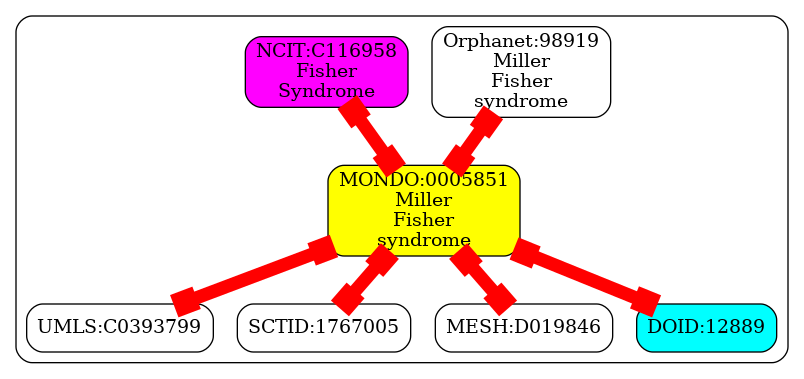 NCIT:C116958
Fisher
Syndrome
Orphanet:98919
Miller
Fisher
syndrome
MONDO:0005851
Miller
Fisher
syndrome
UMLS:C0393799
SCTID:1767005
MESH:D019846
DOID:12889